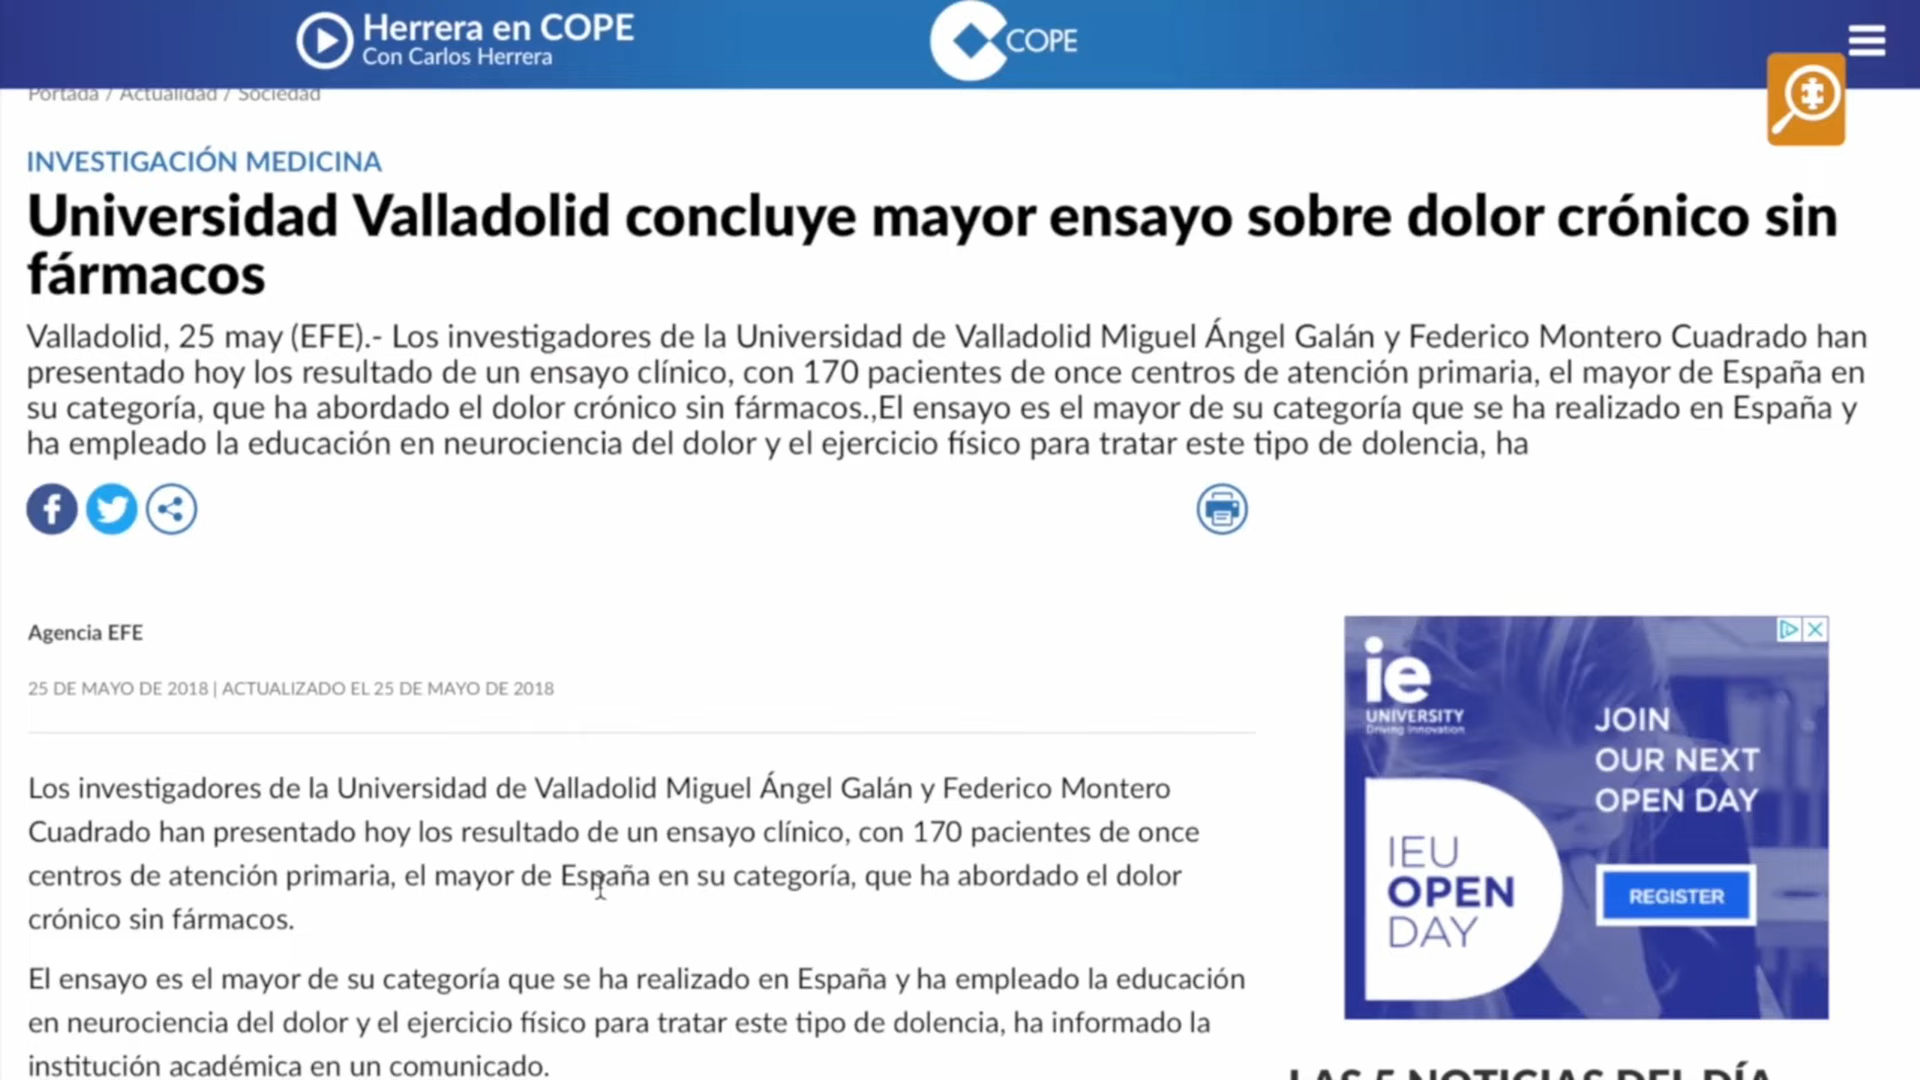 Herrera en COPE
Con Carlos Herrera
COPE
Portada / Actualidad / Sociedad
INVESTIGACIÓN MEDICINA
Universidad Valladolid concluye mayor ensayo sobre dolor crónico sin
fármacos
Valladolid, 25 may (EFE).- Los investigadores de la Universidad de Valladolid Miguel Ángel Galán y Federico Montero Cuadrado han
presentado hoy los resultado de un ensayo clínico, con 170 pacientes de once centros de atención primaria, el mayor de España en
su categoría, que ha abordado el dolor crónico sin fármacos.,El ensayo es el mayor de su categoría que se ha realizado en España y
ha empleado la educación en neurociencia del dolor y el ejercicio físico para tratar este tipo de dolencia, ha
Agencia EFE
25 DE MAYO DE 2018 | ACTUALIZADO EL 25 DE MAYO DE 2018
Los investigadores de la Universidad de Valladolid Miguel Ángel Galán y Federico Montero
Cuadrado han presentado hoy los resultado de un ensayo clínico, con 170 pacientes de once
centros de atención primaria, el mayor de España en su categoría, que ha abordado el dolor
crónico sin fármacos.
El ensayo es el mayor de su categoría que se ha realizado en España y ha empleado la educación
en neurociencia del dolor y el ejercicio físico para tratar este tipo de dolencia, ha informado la
institución académica en un comunicado.
ie
UNIVERSITY
Driving Innovation
JOIN
OUR NEXT
OPEN DAY
IEU
OPEN
DAY
REGISTER
LAS 5 NOTICIAS DEL DÍA